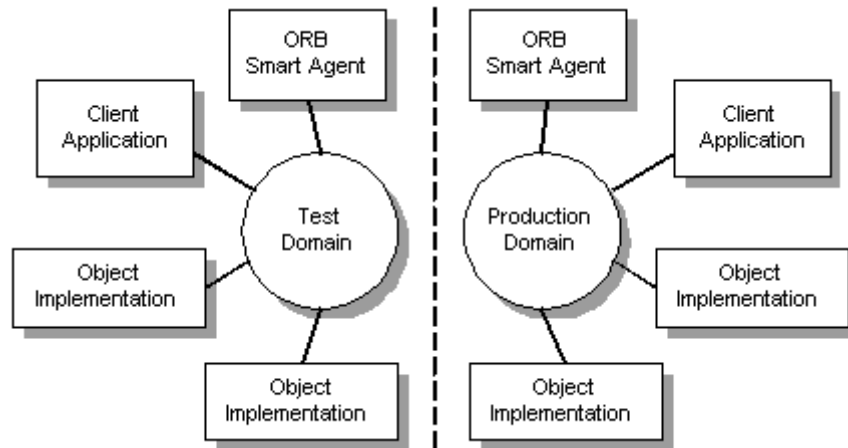 ORB
Smart Agent
Client
Application
Test
Domain
Object
Implementation
Object
Implementation
ORB
Smart Agent
Client
Application
Production
Domain
Object
Implementation
Object
Implementation